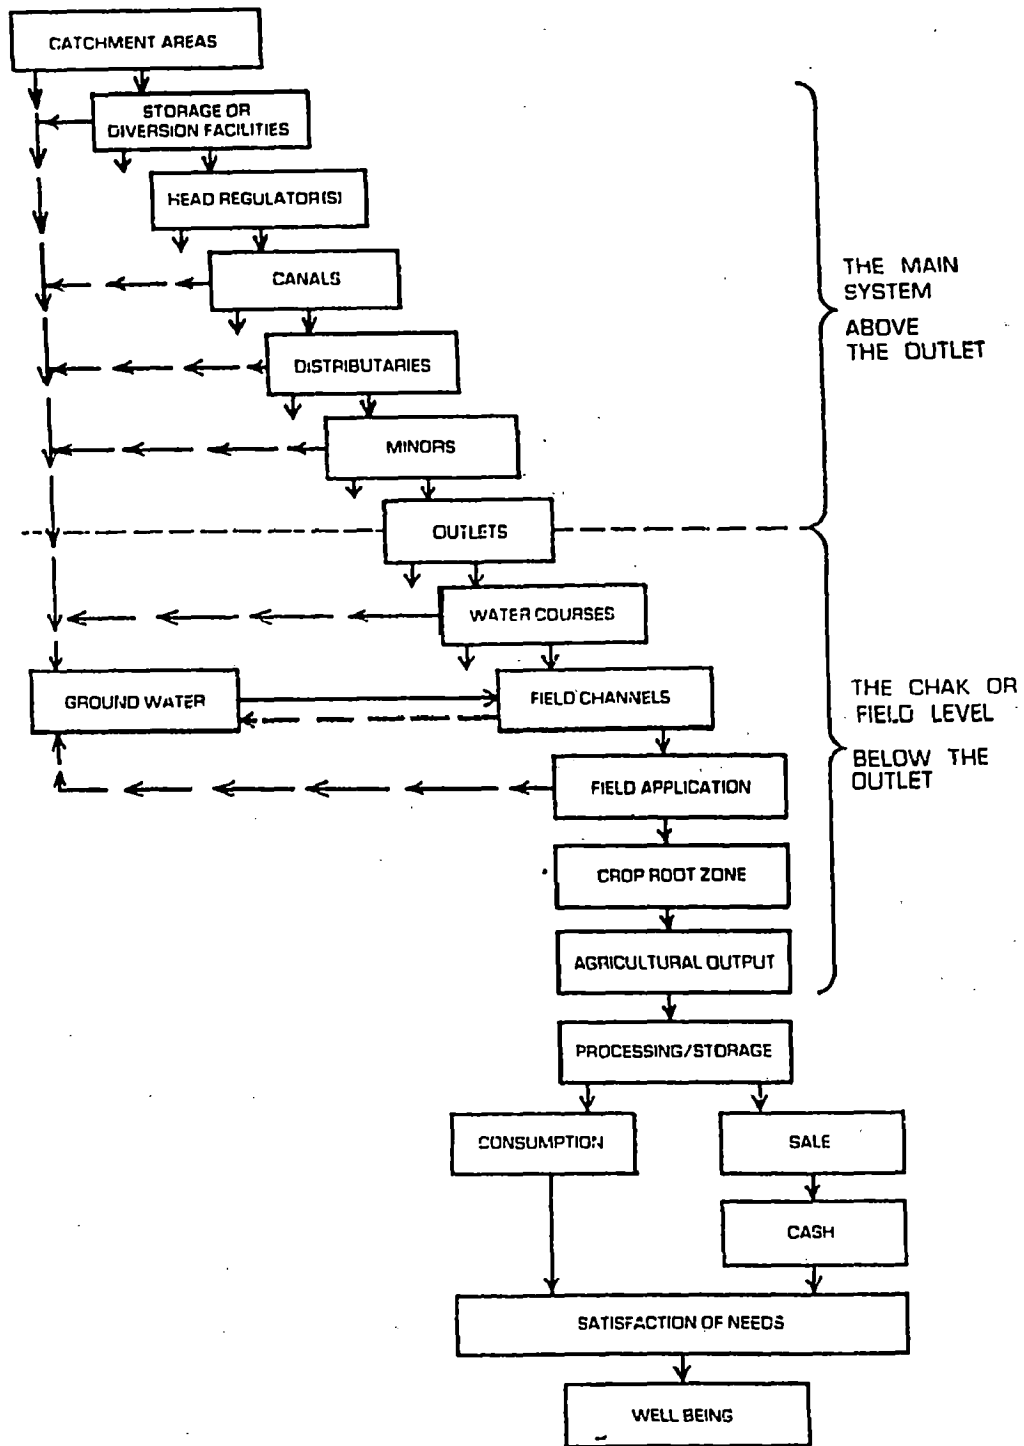 CATCHMENT AREAS
STORAGE OR
DIVERSION FACILITIES
HEAD REGULATOR(S)
CANALS
DISTRIBUTARIES
MINORS
THE MAIN
SYSTEM
ABOVE
THE OUTLET
OUTLETS
WATER COURSES
GROUND WATER
FIELD CHANNELS
FIELD APPLICATION
CROP ROOT ZONE
AGRICULTURAL OUTPUT
THE CHAK OR
FIELD LEVEL
BELOW THE
OUTLET
PROCESSING/STORAGE
CONSUMPTION
SALE
CASH
SATISFACTION OF NEEDS
WELL BEING